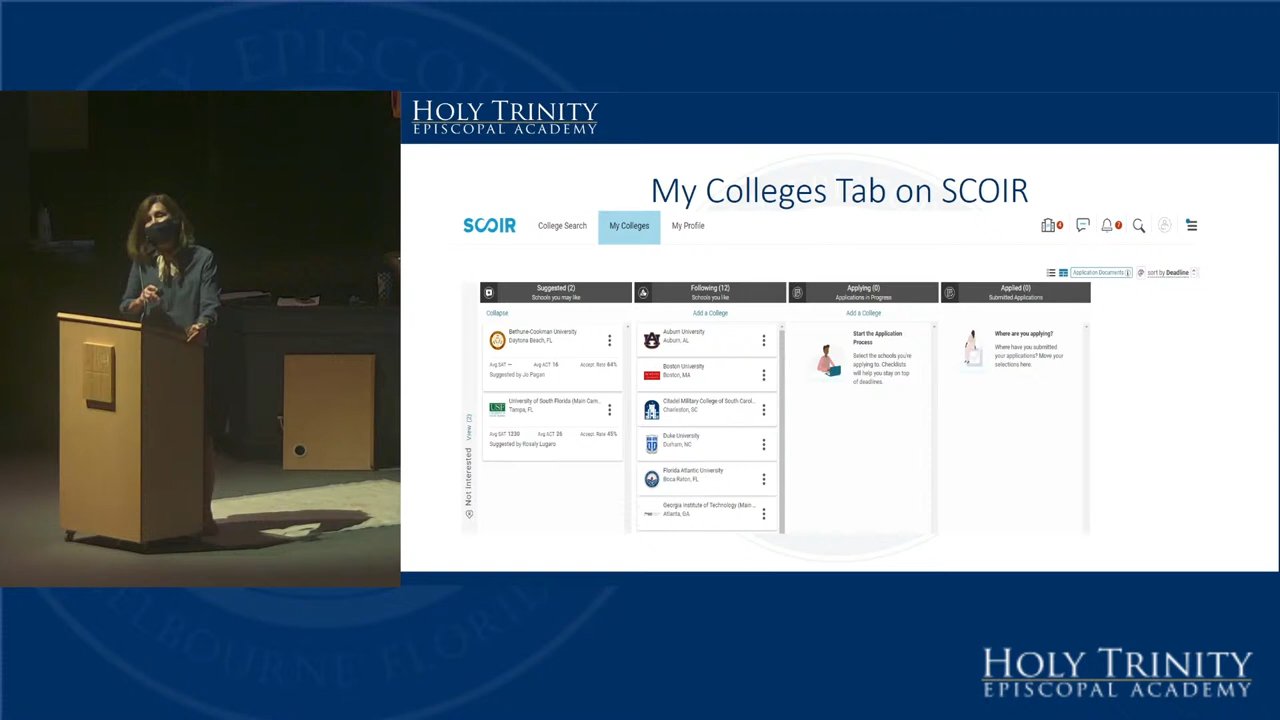 EPISCOP
HOLY TRINITY
EPISCOPAL ACADEMY
My Colleges Tab on SCOIR
SCOIR
College Search
My Colleges
My Profile
4
7
Application Documents
sort by Deadline
Suggested (2)
Schools you may like
Following (12)
Schools you like
Applying (0)
Applications in Progress
Applied (0)
Submitted Applications
Collapse
Add a College
Add a College
Bethune-Cookman University
Daytona Beach, FL
Avg SAT —
Avg ACT 16
Accept. Rate 64%
Suggested by Jo Pagan
USF
University of South Florida (Main Cam...
Tampa, FL
Avg SAT 1230
Avg ACT 26
Accept. Rate 45%
Suggested by Rosely Lugaro
Auburn University
Auburn, AL
Boston University
Boston, MA
Citadel Military College of South Carol...
Charleston, SC
Duke University
Durham, NC
Florida Atlantic University
Boca Raton, FL
Georgia Institute of Technology (Main...
Atlanta, GA
Start the Application
Process
Select the schools you're
applying to. Checklists
will help you stay on top
of deadlines.
Where are you applying?
Where have you submitted
your applications? Move your
selections here.
Not Interested
View (2)
ELBOURNE FLORID
HOLY TRINITY
EPISCOPAL ACADEMY